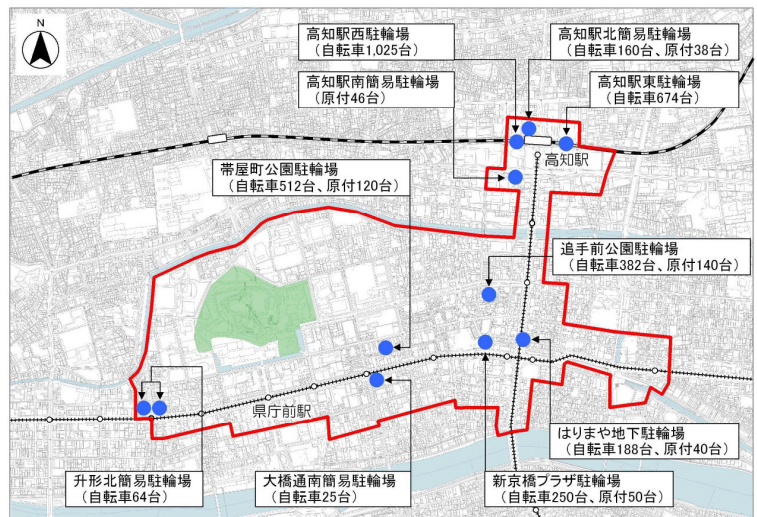 N
高知駅西駐輪場
(自転車1,025台)
高知駅北簡易駐輪場
(自転車160台、原付38台)
高知駅南簡易駐輪場
(原付46台)
高知駅東駐輪場
(自転車674台)
高知駅
帯屋町公園駐輪場
(自転車512台、原付120台)
追手前公園駐輪場
(自転車382台、原付140台)
県庁前駅
はりまや地下駐輪場
(自転車188台、原付40台)
升形北簡易駐輪場
(自転車64台)
大橋通南簡易駐輪場
(自転車25台)
新京橋プラザ駐輪場
(自転車250台、原付50台)